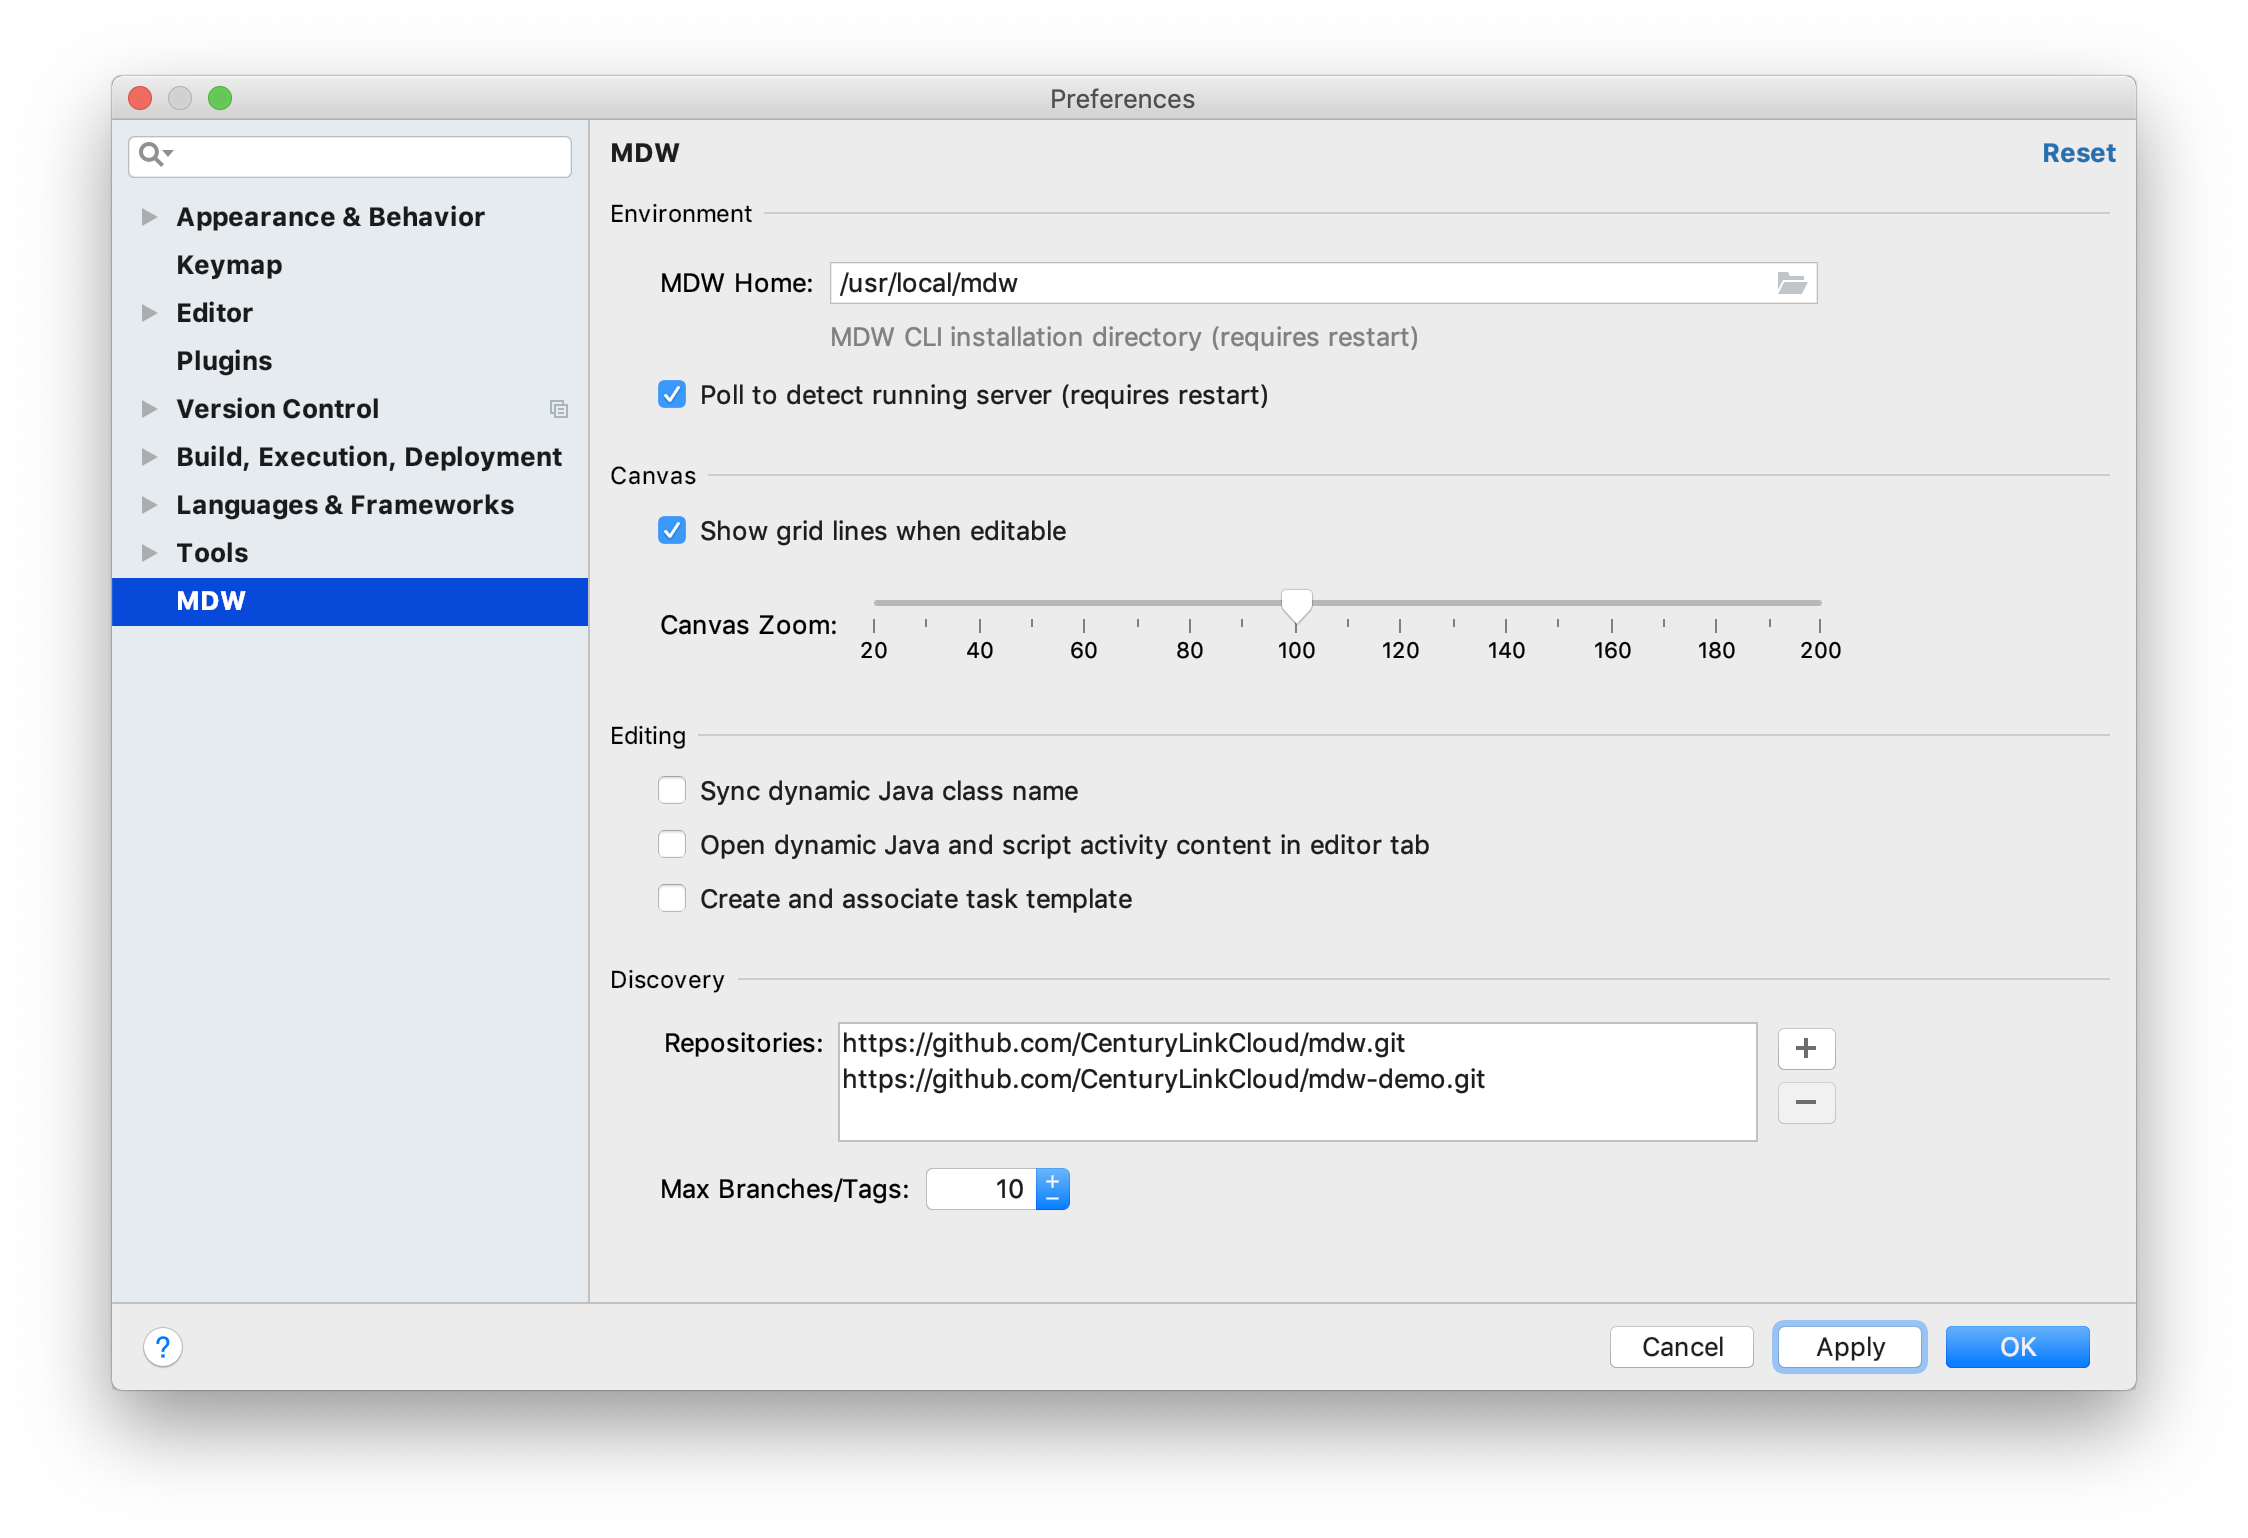 Preferences
Appearance & Behavior
Keymap
Editor
Plugins
Version Control
Build, Execution, Deployment
Languages & Frameworks
Tools
MDW
MDW
Reset
Environment
MDW Home: /usr/local/mdw
MDW CLI installation directory (requires restart)
Poll to detect running server (requires restart)
Canvas
Show grid lines when editable
Canvas Zoom:
20 40 60 80 100 120 140 160 180 200
Editing
Sync dynamic Java class name
Open dynamic Java and script activity content in editor tab
Create and associate task template
Discovery
Repositories: https://github.com/CenturyLinkCloud/mdw.git
https://github.com/CenturyLinkCloud/mdw-demo.git
Max Branches/Tags: 10
? Cancel Apply OK